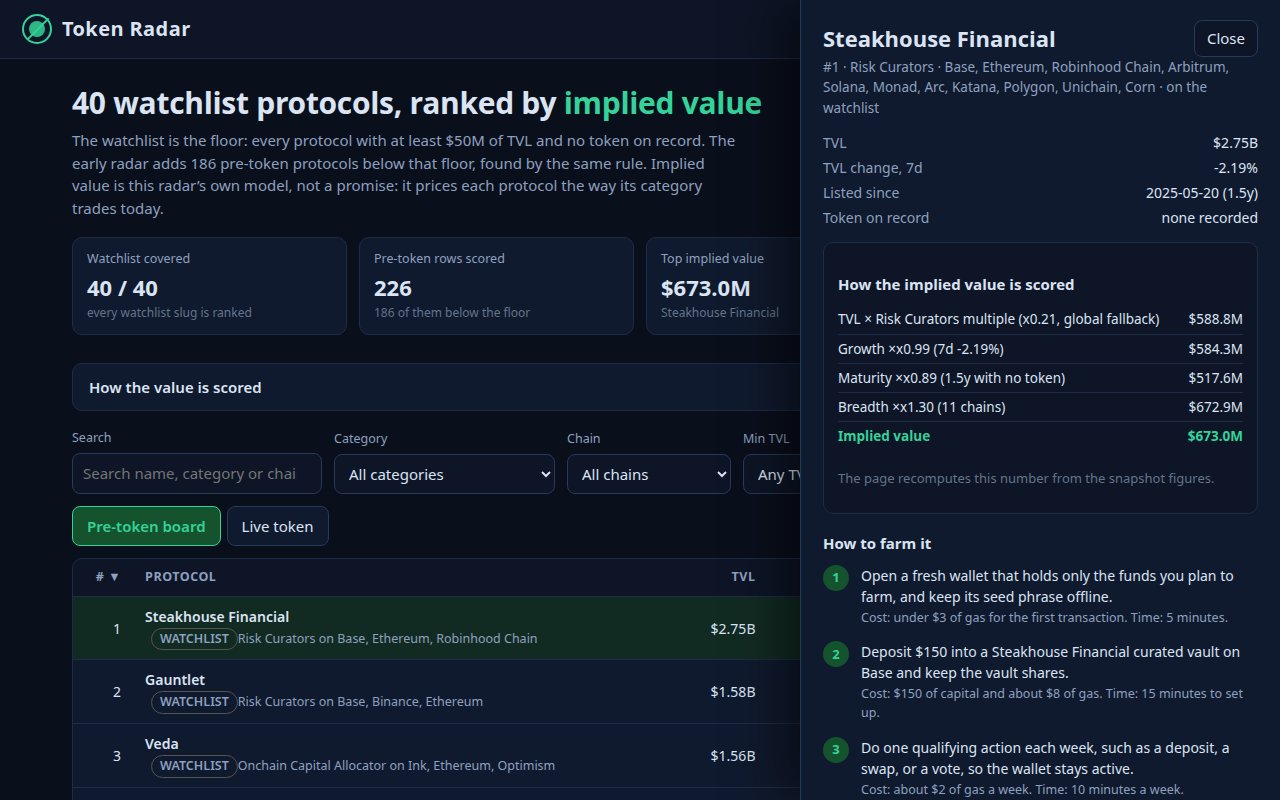 Token Radar
40 watchlist protocols, ranked by implied value
The watchlist is the floor: every protocol with at least $50M of TVL and no token on record. The
early radar adds 186 pre-token protocols below that floor, found by the same rule. Implied
value is this radar’s own model, not a promise: it prices each protocol the way its category
trades today.
Watchlist covered
40 / 40
every watchlist slug is ranked
Pre-token rows scored
226
186 of them below the floor
Top implied value
$673.0M
Steakhouse Financial
How the value is scored
Search
Search name, category or chai
Category
All categories
Chain
All chains
Min TVL
Any TV
Pre-token board
Live token
# ▼ PROTOCOL TVL
1 Steakhouse Financial $2.75B
WATCHLIST Risk Curators on Base, Ethereum, Robinhood Chain
2 Gauntlet $1.58B
WATCHLIST Risk Curators on Base, Binance, Ethereum
3 Veda $1.56B
WATCHLIST Onchain Capital Allocator on Ink, Ethereum, Optimism
Steakhouse Financial
Close
#1 · Risk Curators · Base, Ethereum, Robinhood Chain, Arbitrum,
Solana, Monad, Arc, Katana, Polygon, Unichain, Corn · on the
watchlist
TVL $2.75B
TVL change, 7d -2.19%
Listed since 2025-05-20 (1.5y)
Token on record none recorded
How the implied value is scored
TVL × Risk Curators multiple (x0.21, global fallback) $588.8M
Growth ×x0.99 (7d -2.19%) $584.3M
Maturity ×x0.89 (1.5y with no token) $517.6M
Breadth ×x1.30 (11 chains) $672.9M
Implied value $673.0M
The page recomputes this number from the snapshot figures.
How to farm it
1 Open a fresh wallet that holds only the funds you plan to
farm, and keep its seed phrase offline.
Cost: under $3 of gas for the first transaction. Time: 5 minutes.
2 Deposit $150 into a Steakhouse Financial curated vault on
Base and keep the vault shares.
Cost: $150 of capital and about $8 of gas. Time: 15 minutes to set
up.
3 Do one qualifying action each week, such as a deposit, a
swap, or a vote, so the wallet stays active.
Cost: about $2 of gas a week. Time: 10 minutes a week.